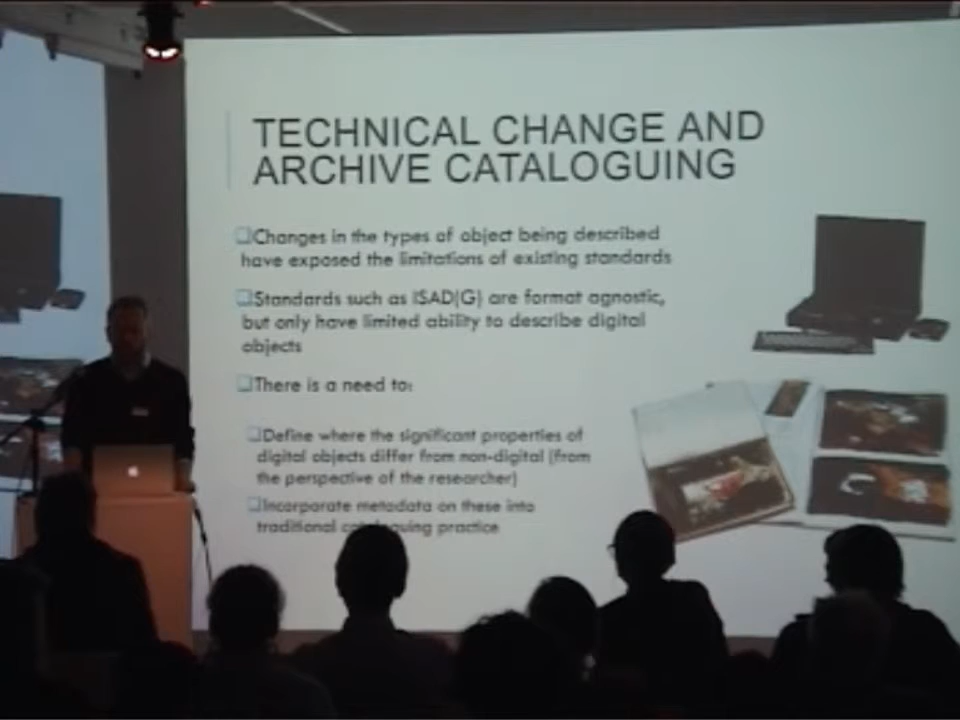 TECHNICAL CHANGE AND
ARCHIVE CATALOGUING
Changes in the types of object being described
have exposed the limitations of existing standards
Standards such as ISAD(G) are format agnostic,
but only have limited ability to describe digital
objects
There is a need to:
Define where the significant properties of
digital objects differ from non-digital (from
the perspective of the researcher)
Incorporate metadata on these into
traditional cataloguing practice